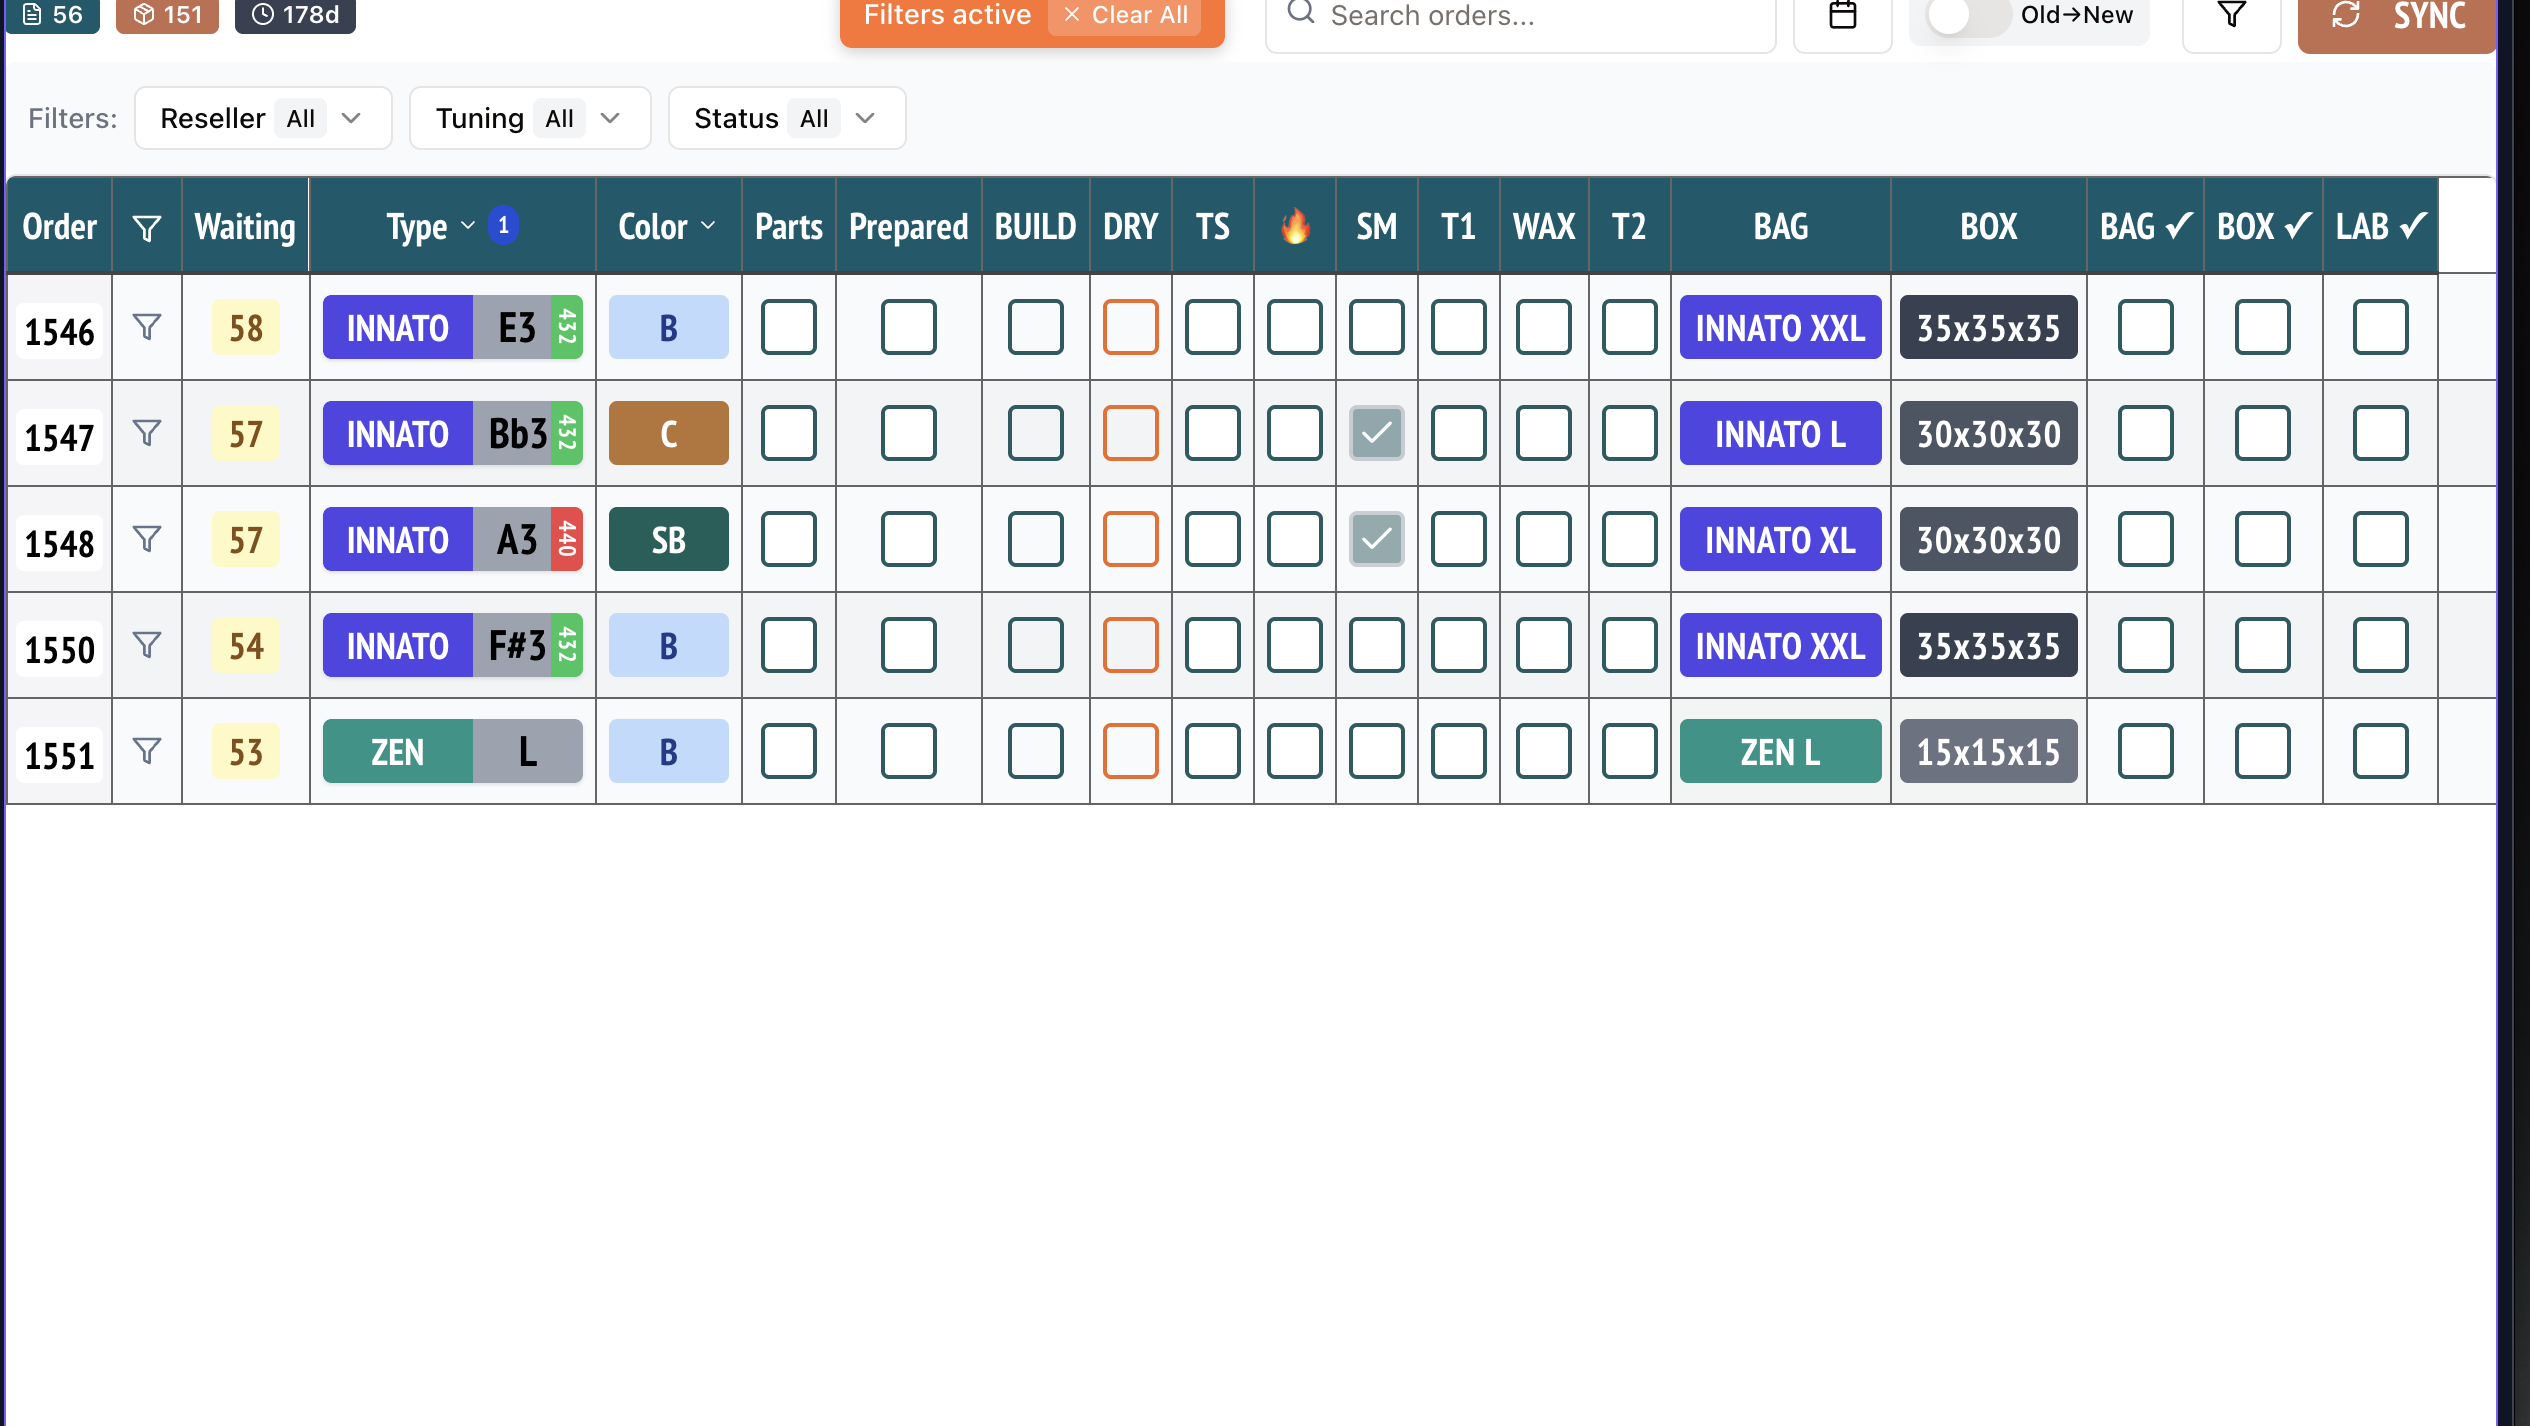 56 151 178d Filters active Clear All Search orders... Old→New SYNC
Filters: Reseller All Tuning All Status All
Order Waiting Type 1 Color Parts Prepared BUILD DRY TS 🔥 SM T1 WAX T2 BAG BOX BAG ✓ BOX ✓ LAB ✓
1546 58 INNATO E3 432 B INNATO XXL 35x35x35
1547 57 INNATO Bb3 432 C INNATO L 30x30x30
1548 57 INNATO A3 440 SB INNATO XL 30x30x30
1550 54 INNATO F#3 432 B INNATO XXL 35x35x35
1551 53 ZEN L B ZEN L 15x15x15